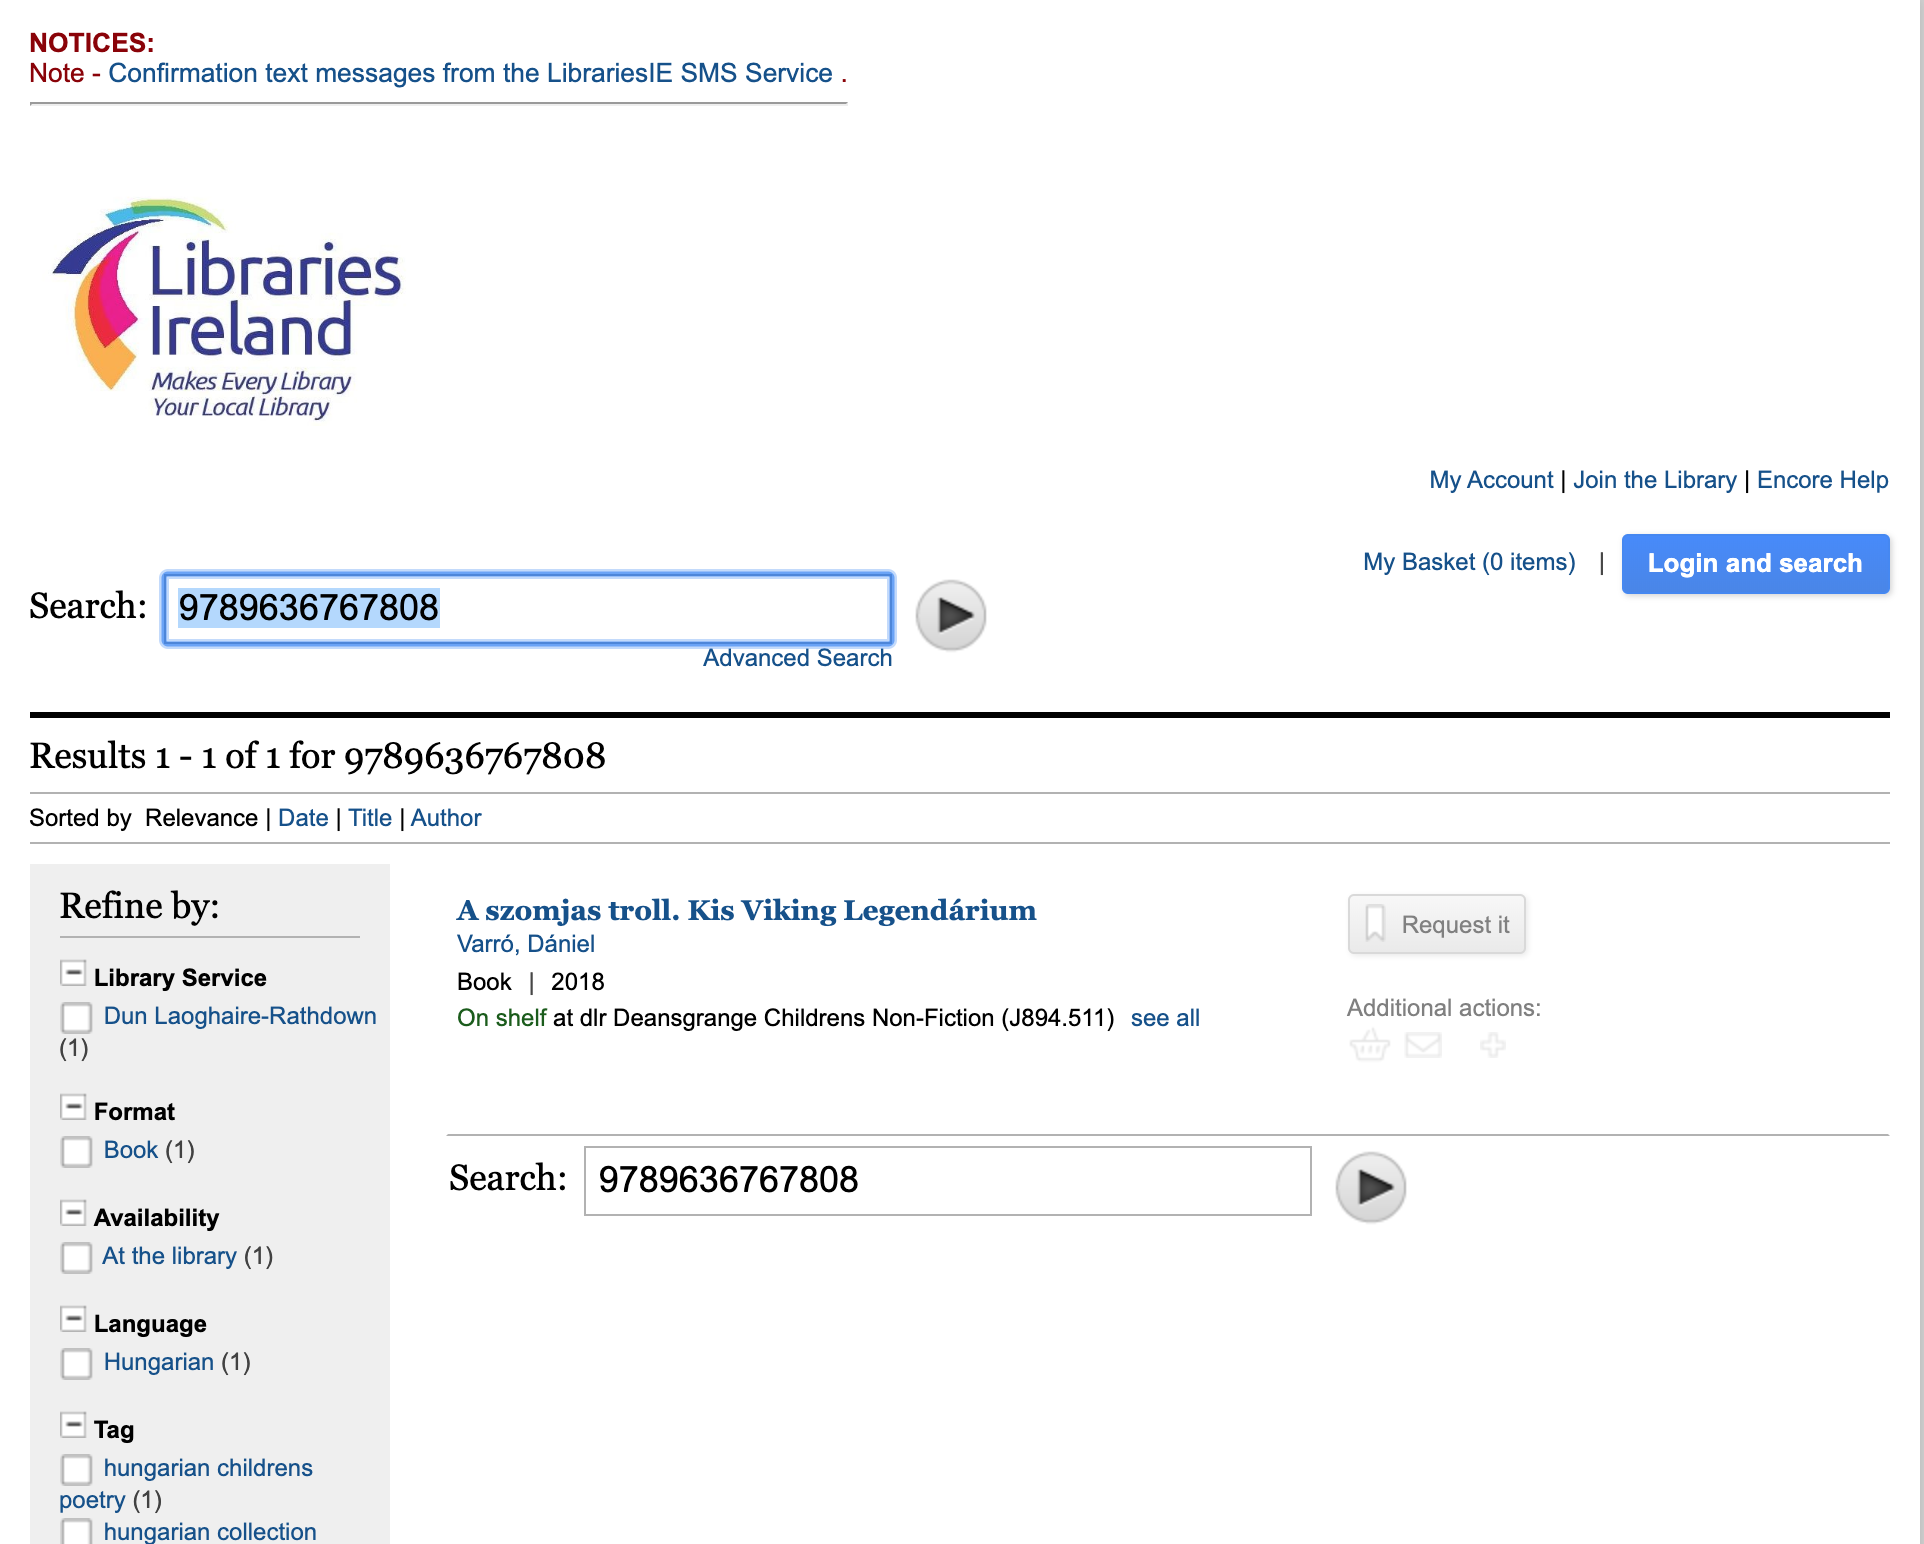 NOTICES:
Note - Confirmation text messages from the LibrariesIE SMS Service .
Libraries
Ireland
Makes Every Library
Your Local Library
My Account | Join the Library | Encore Help
My Basket (0 items) | Login and search
Search: 9789636767808
Advanced Search
Results 1 - 1 of 1 for 9789636767808
Sorted by Relevance | Date | Title | Author
Refine by:
Library Service
Dun Laoghaire-Rathdown
(1)
Format
Book (1)
Availability
At the library (1)
Language
Hungarian (1)
Tag
hungarian childrens
poetry (1)
hungarian collection
A szomjas troll. Kis Viking Legendárium
Varró, Dániel
Book | 2018
On shelf at dlr Deansgrange Childrens Non-Fiction (J894.511) see all
Request it
Additional actions:
Search: 9789636767808